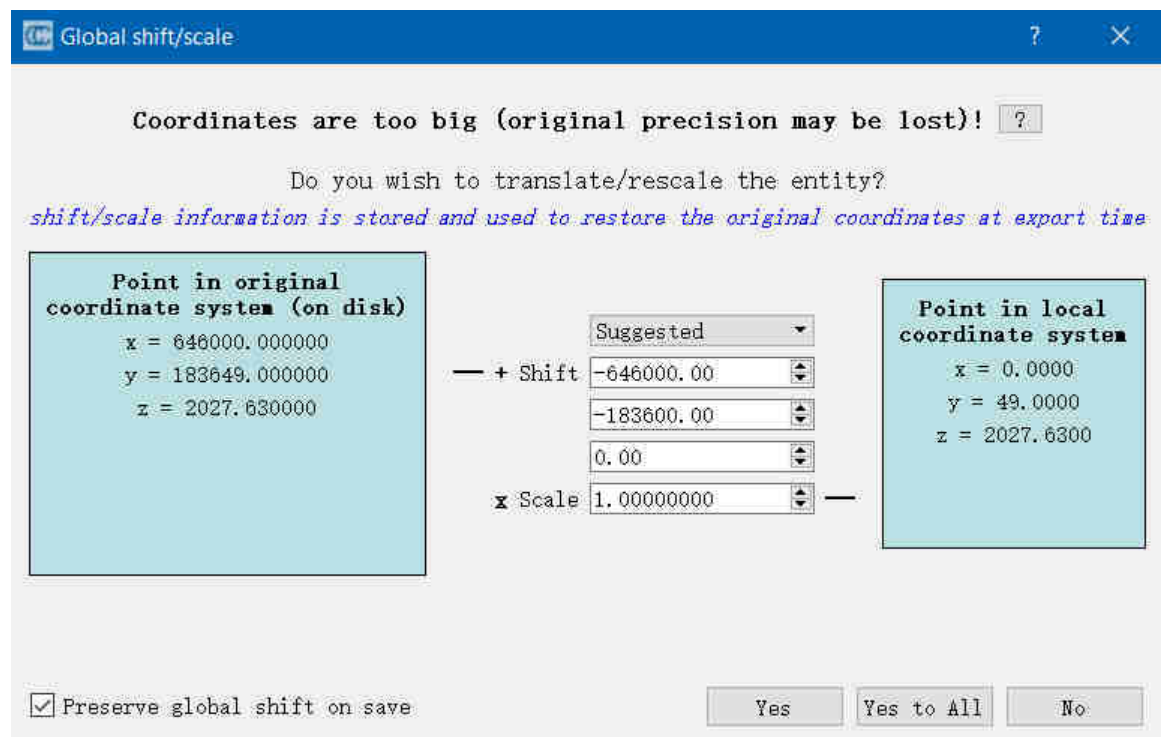 Global shift/scale
?
Coordinates are too big (original precision may be lost)! ?
Do you wish to translate/rescale the entity?
shift/scale information is stored and used to restore the original coordinates at export time
Point in original
coordinate system (on disk)
x = 646000.000000
y = 183649.000000
z = 2027.630000
Suggested
+ Shift -646000.00
-183600.00
0.00
x Scale 1.00000000
Point in local
coordinate system
x = 0.0000
y = 49.0000
z = 2027.6300
Preserve global shift on save
Yes
Yes to All
No